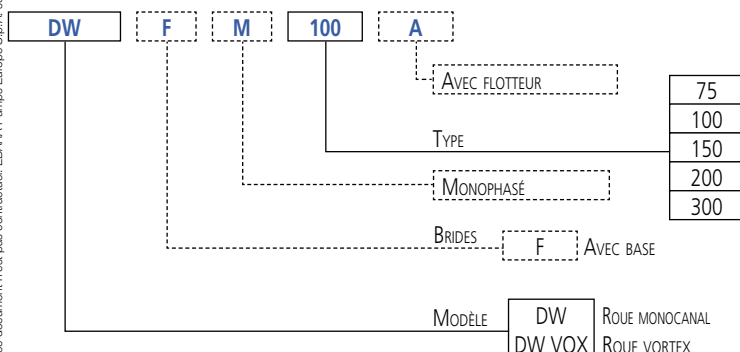 DW F M 100 A
AVEC FLOTTEUR
75
100
TYPE
150
200
MONOPHASÉ
300
BRIDES
F AVEC BASE
MODÈLE DW ROUE MONOCANAL
DW VOX ROUE VORTEX